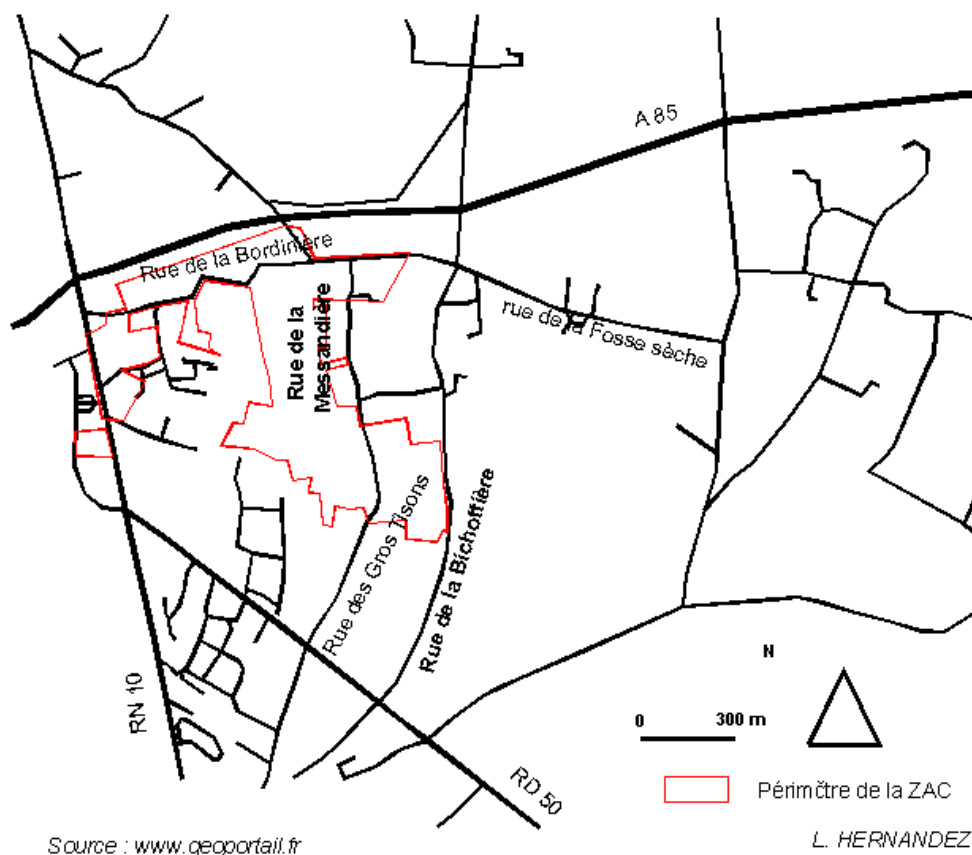 A 85
Rue de la Bordinière
Rue de la
Messandière
rue de la Fosse sèche
Rue des Gros Tisons
Rue de la Bichottière
RN 10
RD 50
N
0 300 m
Périmčtre de la ZAC
Source : www.geoportail.fr
L. HERNANDEZ